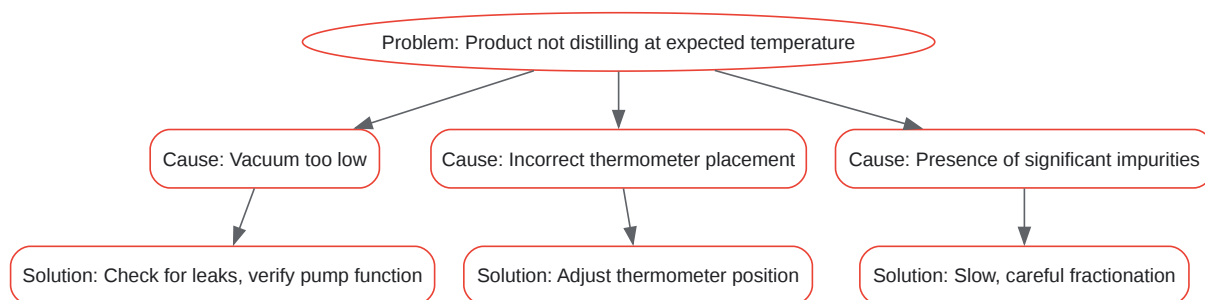 Problem: Product not distilling at expected temperature
Cause: Vacuum too low
Cause: Incorrect thermometer placement
Cause: Presence of significant impurities
Solution: Check for leaks, verify pump function
Solution: Adjust thermometer position
Solution: Slow, careful fractionation